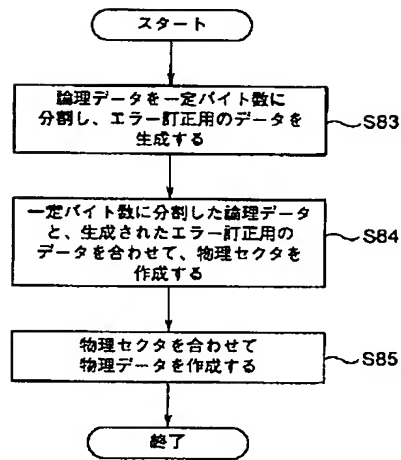 スタート
論理データを一定バイト数に
分割し、エラー訂正用のデータを
生成する
S83
一定バイト数に分割した論理データ
と、生成されたエラー訂正用の
データを合わせて、物理セクタを
作成する
S84
物理セクタを合わせて
物理データを作成する
S85
終了